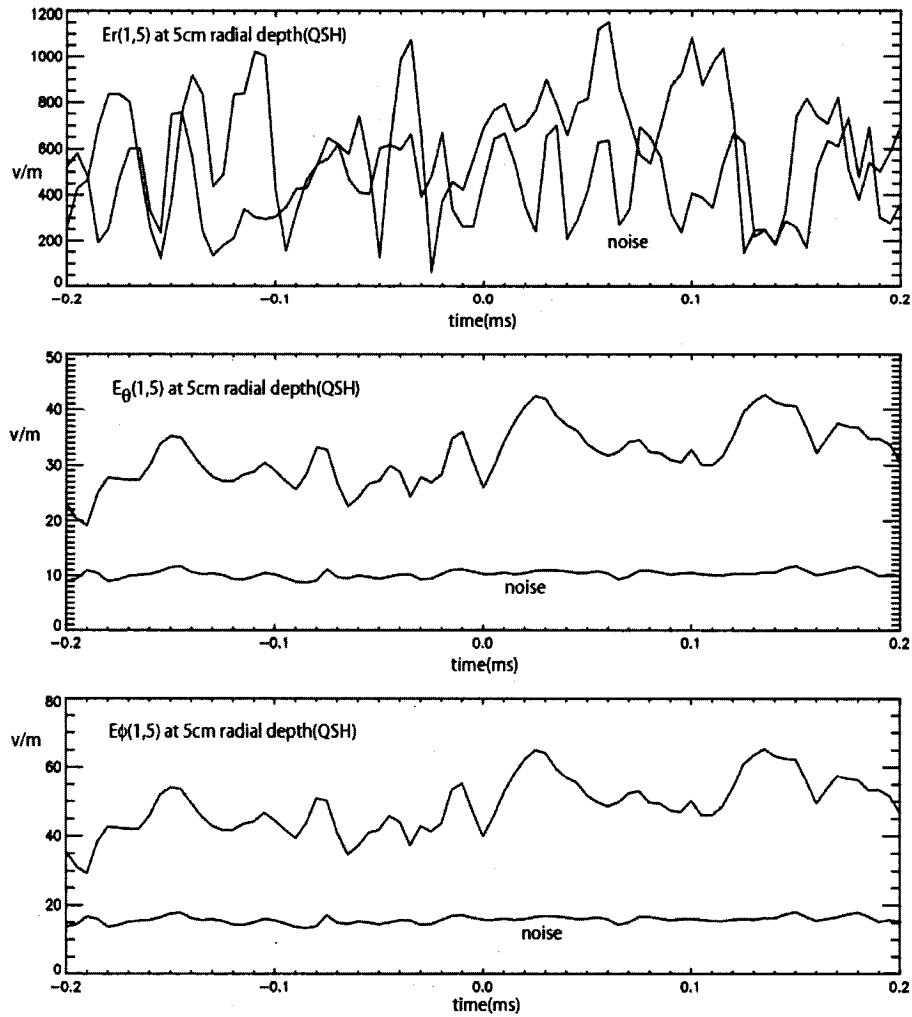 1200
Er(1,5) at 5cm radial depth(QSH)
1000
800
600
v/m
400
200
noise
0
−0.2 −0.1 0.0 0.1 0.2
time(ms)
50
Eθ(1,5) at 5cm radial depth(QSH)
40
v/m
30
20
10
noise
0
−0.2 −0.1 0.0 0.1 0.2
time(ms)
80
Eϕ(1,5) at 5cm radial depth(QSH)
v/m
60
40
20
noise
0
−0.2 −0.1 0.0 0.1 0.2
time(ms)